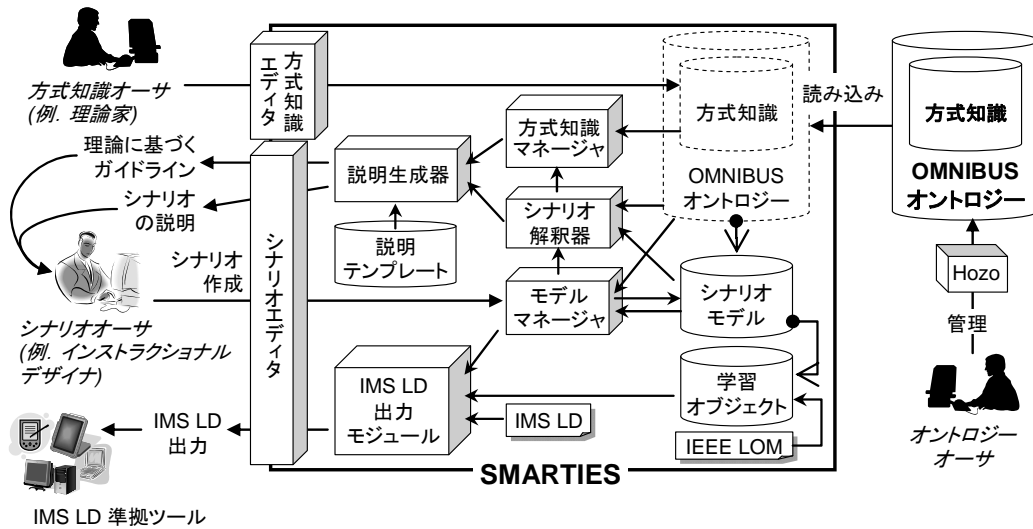 方式知識オーサ
(例. 理論家)
理論に基づく
ガイドライン
シナリオ
の説明
シナリオ
作成
シナリオオーサ
(例. インストラクショナル
デザイナ)
IMS LD
出力
IMS LD 準拠ツール
方式知識
エディタ
シナリオエディタ
説明生成器
説明
テンプレート
方式知識
マネージャ
シナリオ
解釈器
モデル
マネージャ
IMS LD
出力
モジュール
IMS LD
方式知識
OMNIBUS
オントロジー
シナリオ
モデル
学習
オブジェクト
IEEE LOM
SMARTIES
読み込み
方式知識
OMNIBUS
オントロジー
Hozo
管理
オントロジー
オーサ